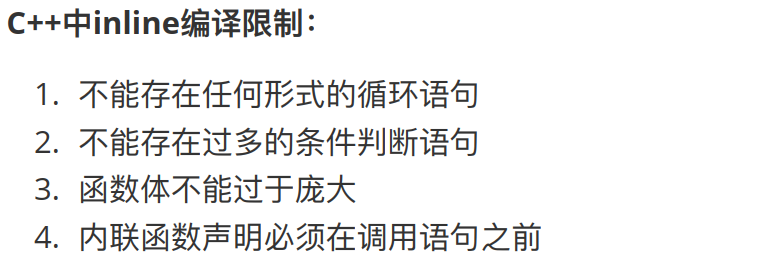 C++中inline编译限制：
1. 不能存在任何形式的循环语句
2. 不能存在过多的条件判断语句
3. 函数体不能过于庞大
4. 内联函数声明必须在调用语句之前